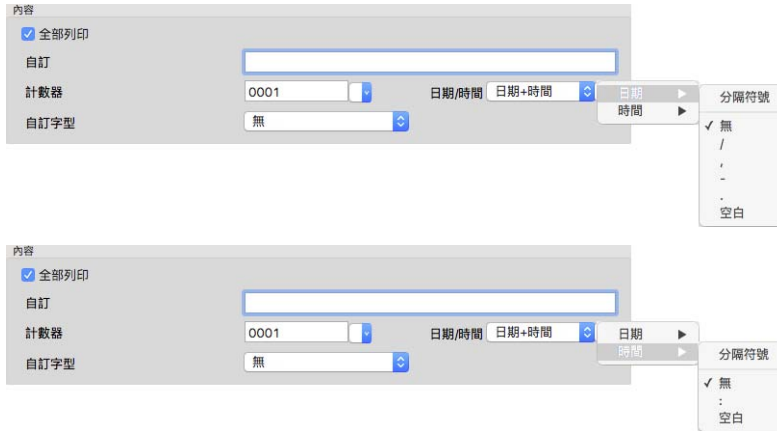 內容
全部列印
自訂
計數器 0001 日期/時間 日期+時間 日期
自訂字型 無 時間
分隔符號
無
/
,
-
.
空白
內容
全部列印
自訂
計數器 0001 日期/時間 日期+時間 日期
自訂字型 無 時間
分隔符號
無
:
空白